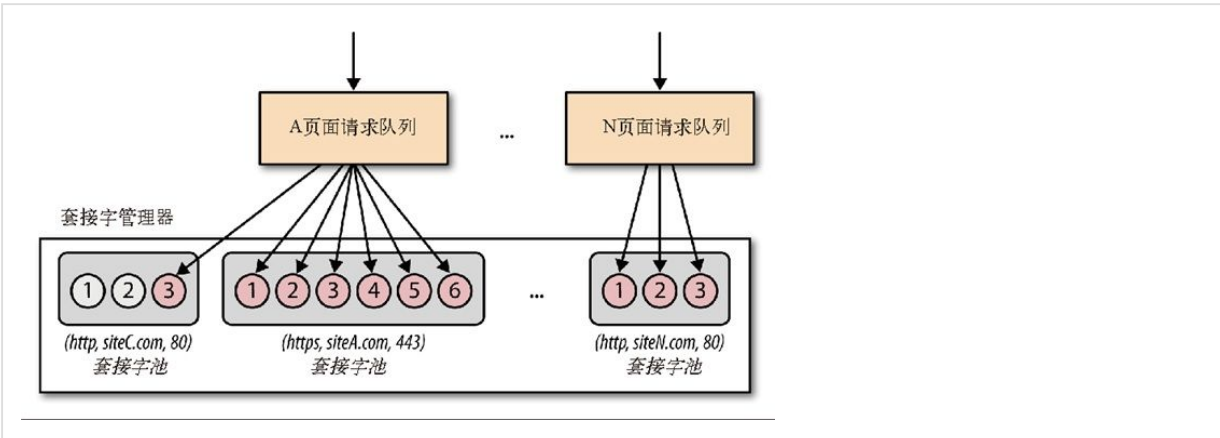 A页面请求队列
...
N页面请求队列
套接字管理器
1 2 3
1 2 3 4 5 6
...
1 2 3
(http, siteC.com, 80)
套接字池
(https, siteA.com, 443)
套接字池
(http, siteN.com, 80)
套接字池